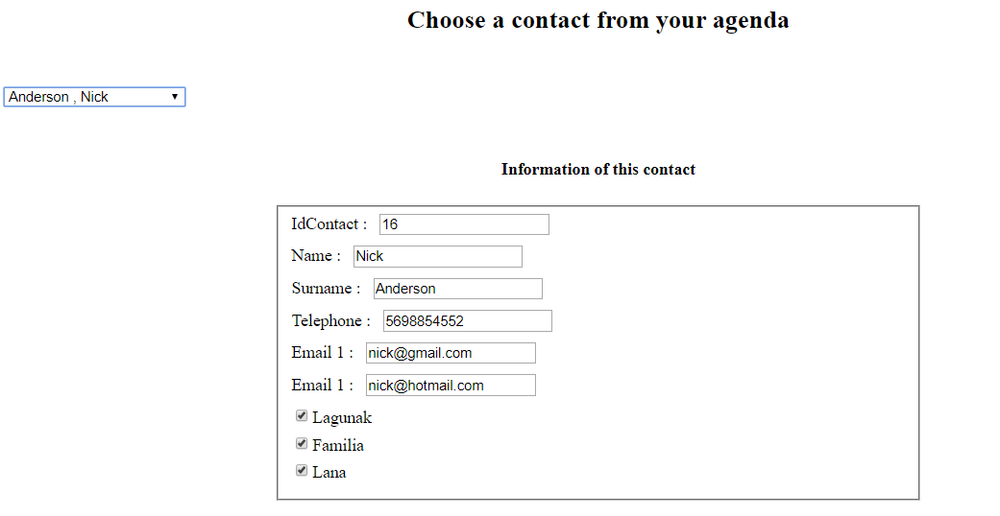 Choose a contact from your agenda
Anderson , Nick
Information of this contact
IdContact : 16
Name : Nick
Surname : Anderson
Telephone : 5698854552
Email 1 : nick@gmail.com
Email 1 : nick@hotmail.com
Lagunak
Familia
Lana